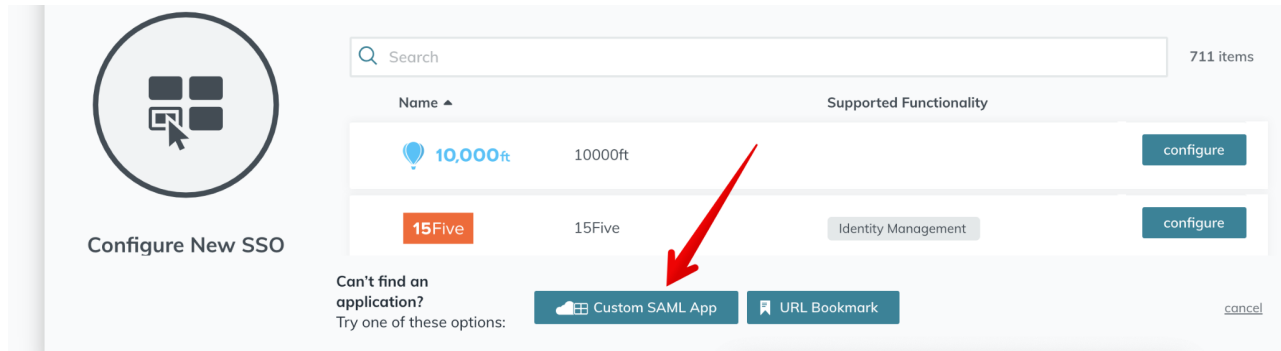 Search
711 items
Name
Supported Functionality
10,000ft
10000ft
configure
15Five
15Five
Identity Management
configure
Configure New SSO
Can't find an
application?
Try one of these options:
Custom SAML App
URL Bookmark
cancel